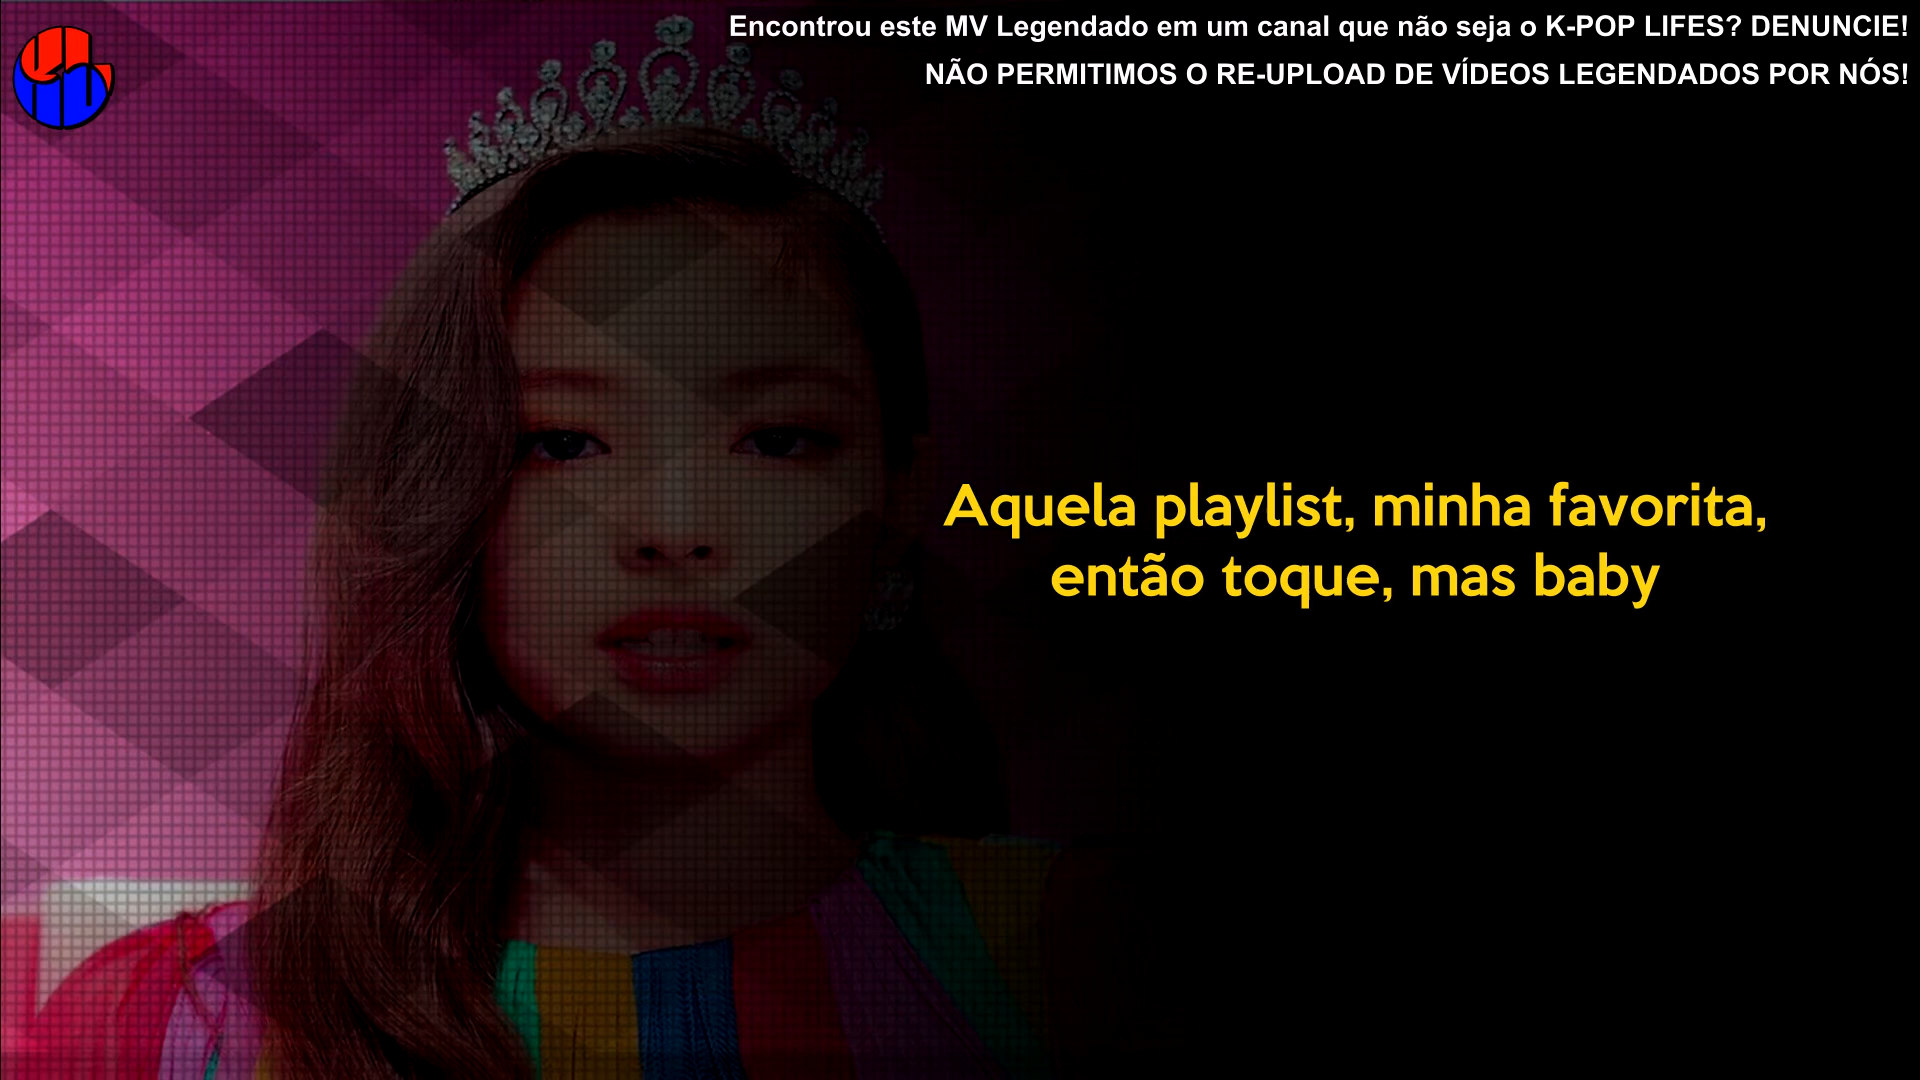 Encontrou este MV Legendado em um canal que não seja o K-POP LIFES? DENUNCIE!
NÃO PERMITIMOS O RE-UPLOAD DE VÍDEOS LEGENDADOS POR NÓS!
Aquela playlist, minha favorita,
então toque, mas baby